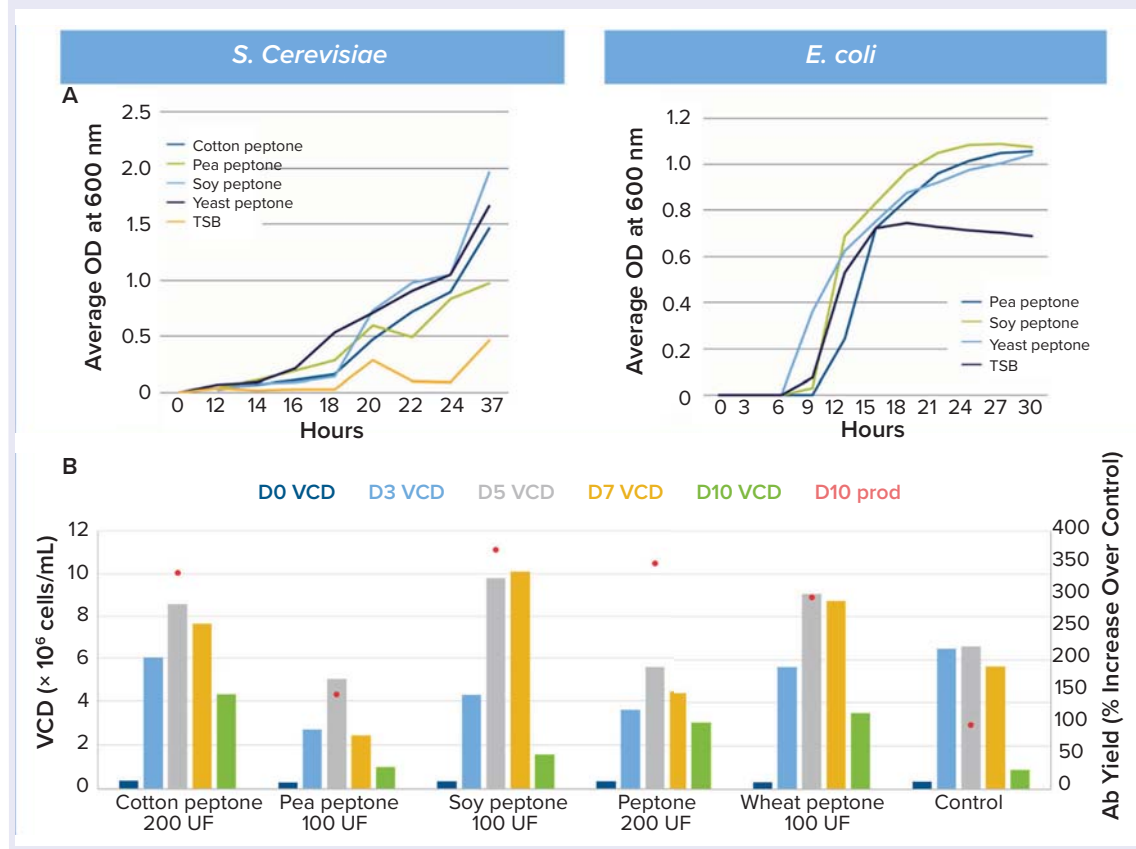 S. Cerevisiae
E. coli
A
Average OD at 600 nm
2.5
2.0
1.5
1.0
0.5
0
Cotton peptone
Pea peptone
Soy peptone
Yeast peptone
TSB
0 12 14 16 18 20 22 24 37
Hours
Average OD at 600 nm
1.2
1.0
0.8
0.6
0.4
0.2
0
Pea peptone
Soy peptone
Yeast peptone
TSB
0 3 6 9 12 15 18 21 24 27 30
Hours
B
D0 VCD D3 VCD D5 VCD D7 VCD D10 VCD D10 prod
VCD (× 10⁶ cells/mL)
12
10
8
6
4
2
0
Cotton peptone
200 UF
Pea peptone
100 UF
Soy peptone
100 UF
Peptone
200 UF
Wheat peptone
100 UF
Control
400
350
300
250
200
150
100
50
0
Ab Yield (% Increase Over Control)